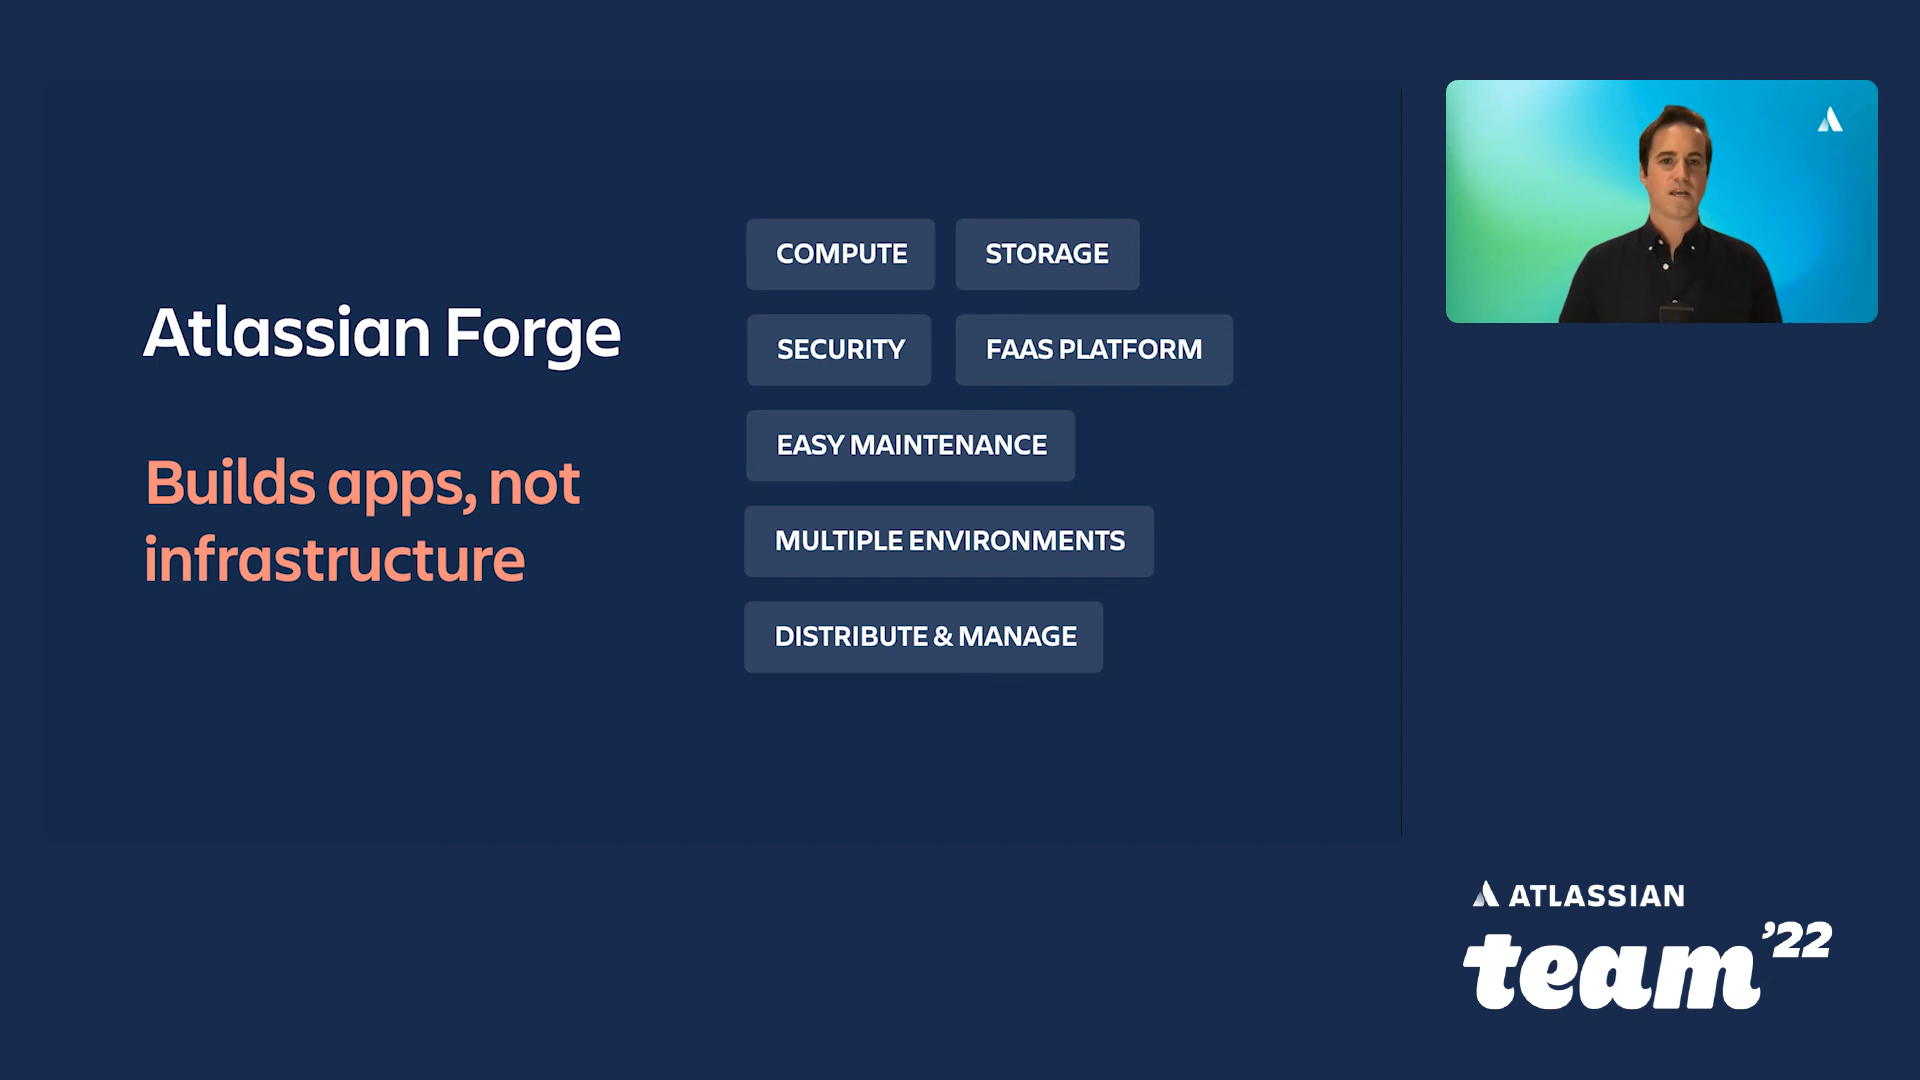 Atlassian Forge
Builds apps, not
infrastructure
COMPUTE
STORAGE
SECURITY
FAAS PLATFORM
EASY MAINTENANCE
MULTIPLE ENVIRONMENTS
DISTRIBUTE & MANAGE
ATLASSIAN
team '22